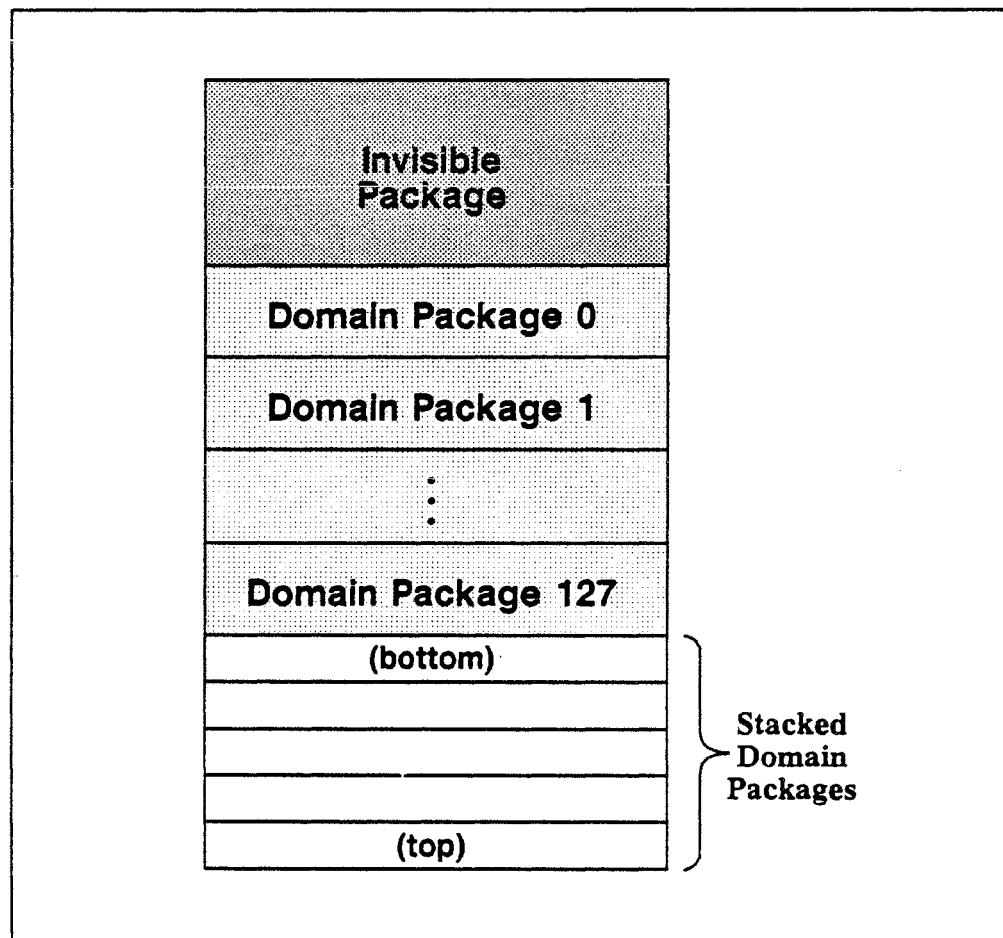 Invisible
Package
Domain Package 0
Domain Package 1
Domain Package 127
(bottom)
Stacked
Domain
Packages
(top)